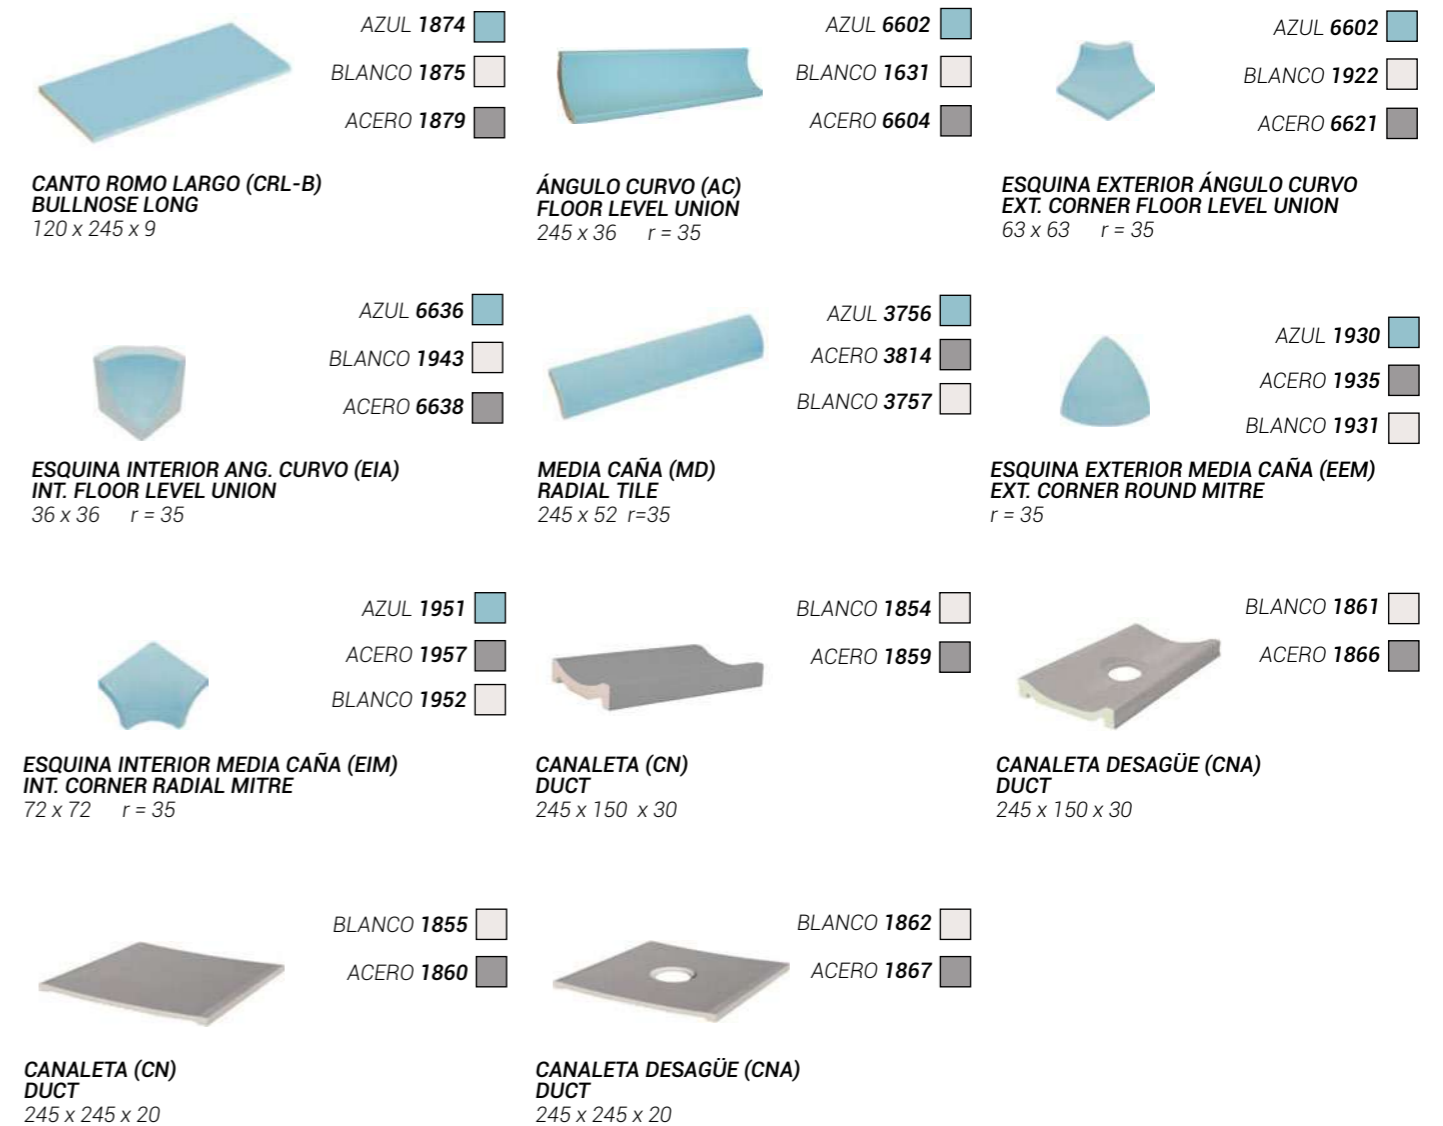 AZUL 1874
BLANCO 1875
ACERO 1879
CANTO ROMO LARGO (CRL-B)
BULLNOSE LONG
120 x 245 x 9
AZUL 6602
BLANCO 1631
ACERO 6604
ÁNGULO CURVO (AC)
FLOOR LEVEL UNION
245 x 36 r = 35
AZUL 6602
BLANCO 1922
ACERO 6621
ESQUINA EXTERIOR ÁNGULO CURVO
EXT. CORNER FLOOR LEVEL UNION
63 x 63 r = 35
AZUL 6636
BLANCO 1943
ACERO 6638
ESQUINA INTERIOR ANG. CURVO (EIA)
INT. FLOOR LEVEL UNION
36 x 36 r = 35
AZUL 3756
ACERO 3814
BLANCO 3757
MEDIA CAÑA (MD)
RADIAL TILE
245 x 52 r=35
AZUL 1930
ACERO 1935
BLANCO 1931
ESQUINA EXTERIOR MEDIA CAÑA (EEM)
EXT. CORNER ROUND MITRE
r = 35
AZUL 1951
ACERO 1957
BLANCO 1952
ESQUINA INTERIOR MEDIA CAÑA (EIM)
INT. CORNER RADIAL MITRE
72 x 72 r = 35
BLANCO 1854
ACERO 1859
CANALETA (CN)
DUCT
245 x 150 x 30
BLANCO 1861
ACERO 1866
CANALETA DESAGÜE (CNA)
DUCT
245 x 150 x 30
BLANCO 1855
ACERO 1860
CANALETA (CN)
DUCT
245 x 245 x 20
BLANCO 1862
ACERO 1867
CANALETA DESAGÜE (CNA)
DUCT
245 x 245 x 20